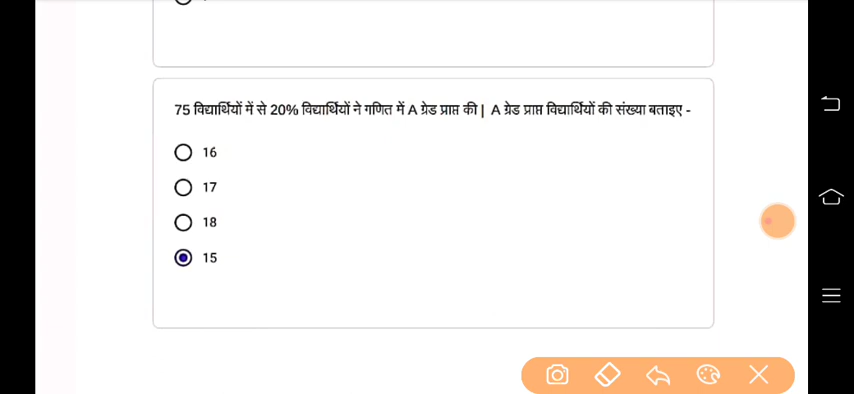 75 विद्यार्थियों में से 20% विद्यार्थियों ने गणित में A ग्रेड प्राप्त की | A ग्रेड प्राप्त विद्यार्थियों की संख्या बताइए -
16
17
18
15